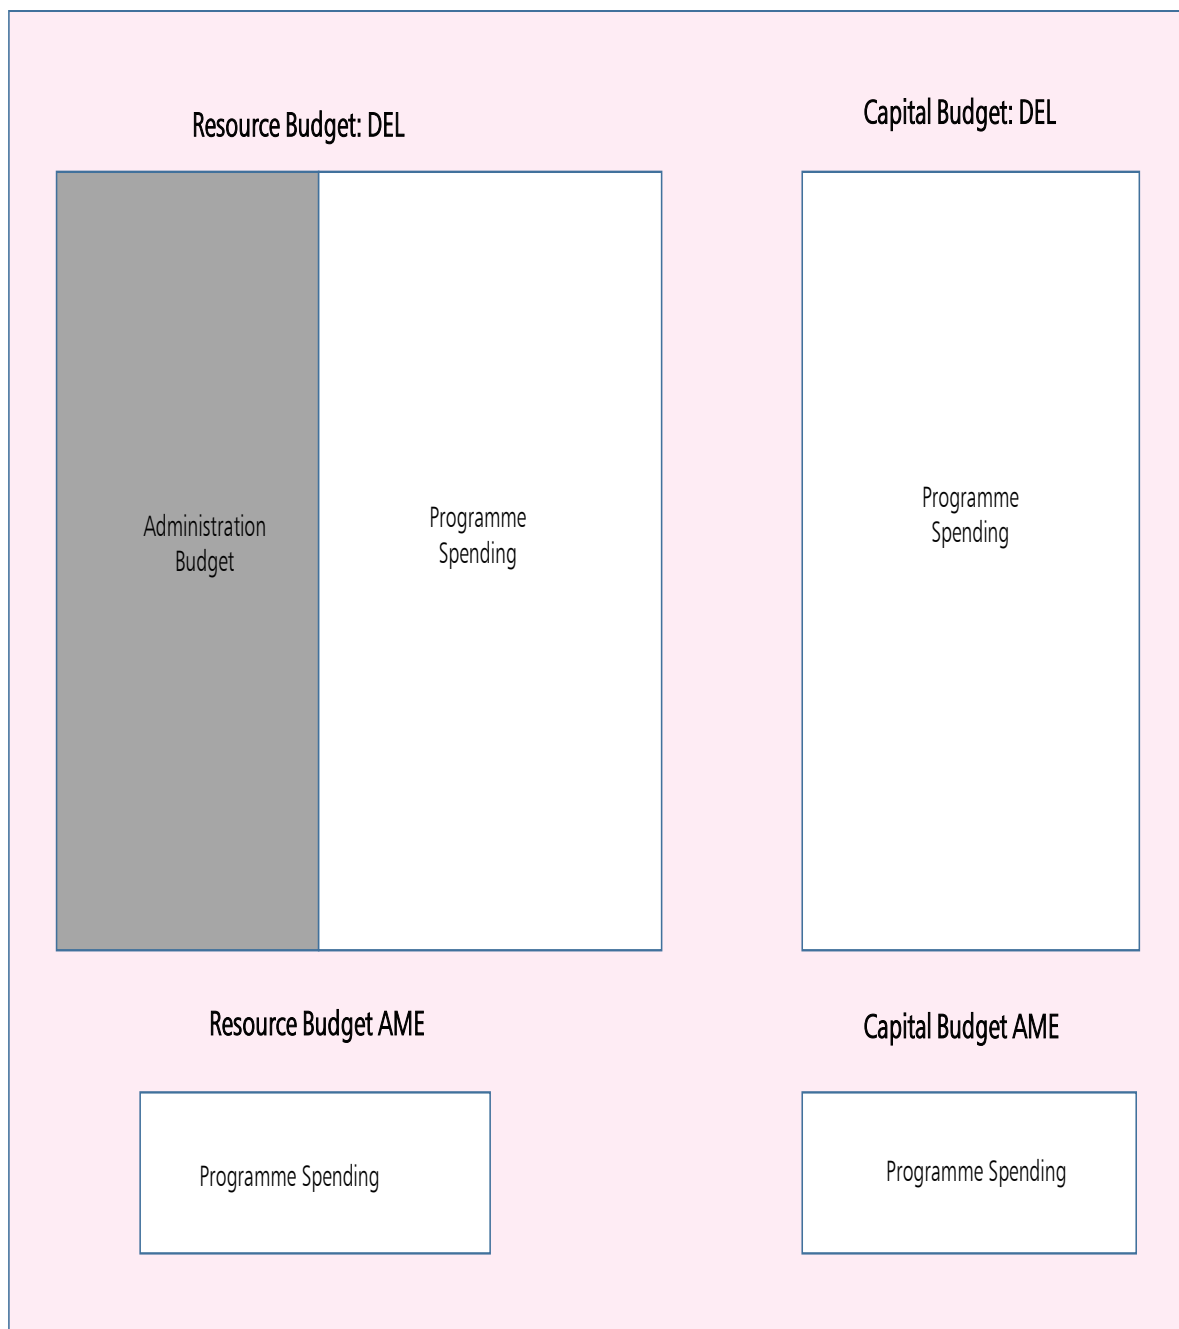 Resource Budget: DEL
Capital Budget: DEL
Administration
Budget
Programme
Spending
Programme
Spending
Resource Budget AME
Capital Budget AME
Programme Spending
Programme Spending